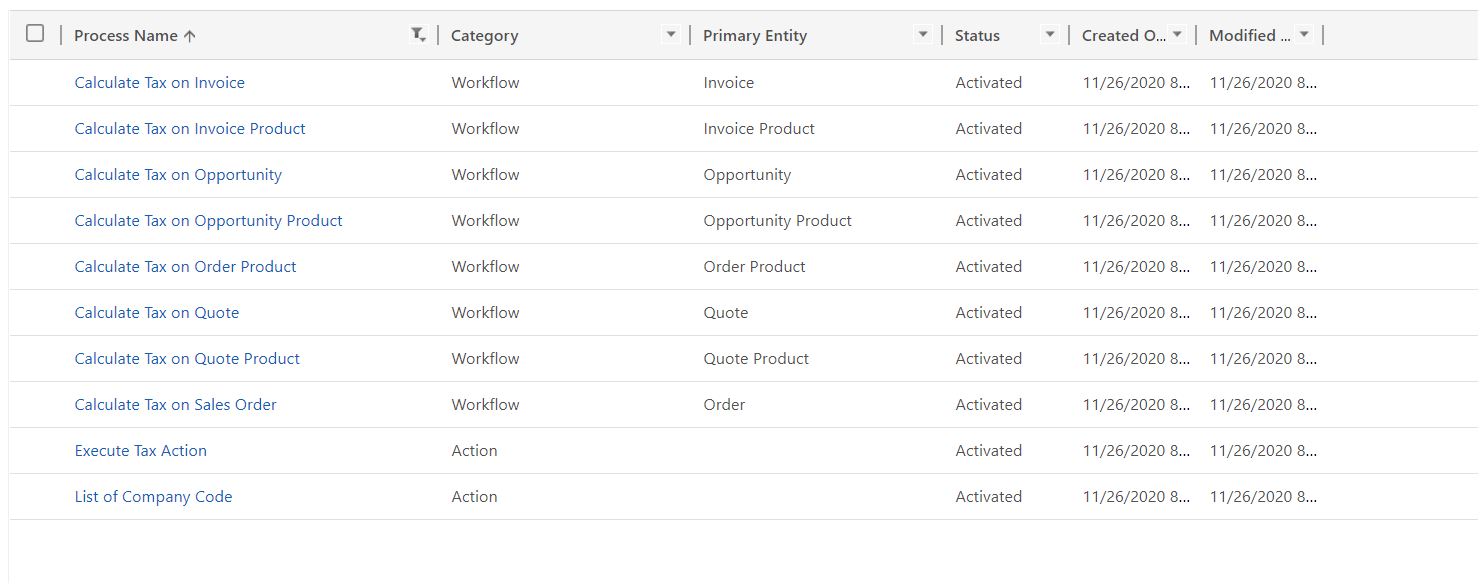 Process Name Category Primary Entity Status Created O... Modified ...
Calculate Tax on Invoice Workflow Invoice Activated 11/26/2020 8... 11/26/2020 8...
Calculate Tax on Invoice Product Workflow Invoice Product Activated 11/26/2020 8... 11/26/2020 8...
Calculate Tax on Opportunity Workflow Opportunity Activated 11/26/2020 8... 11/26/2020 8...
Calculate Tax on Opportunity Product Workflow Opportunity Product Activated 11/26/2020 8... 11/26/2020 8...
Calculate Tax on Order Product Workflow Order Product Activated 11/26/2020 8... 11/26/2020 8...
Calculate Tax on Quote Workflow Quote Activated 11/26/2020 8... 11/26/2020 8...
Calculate Tax on Quote Product Workflow Quote Product Activated 11/26/2020 8... 11/26/2020 8...
Calculate Tax on Sales Order Workflow Order Activated 11/26/2020 8... 11/26/2020 8...
Execute Tax Action Action Activated 11/26/2020 8... 11/26/2020 8...
List of Company Code Action Activated 11/26/2020 8... 11/26/2020 8...